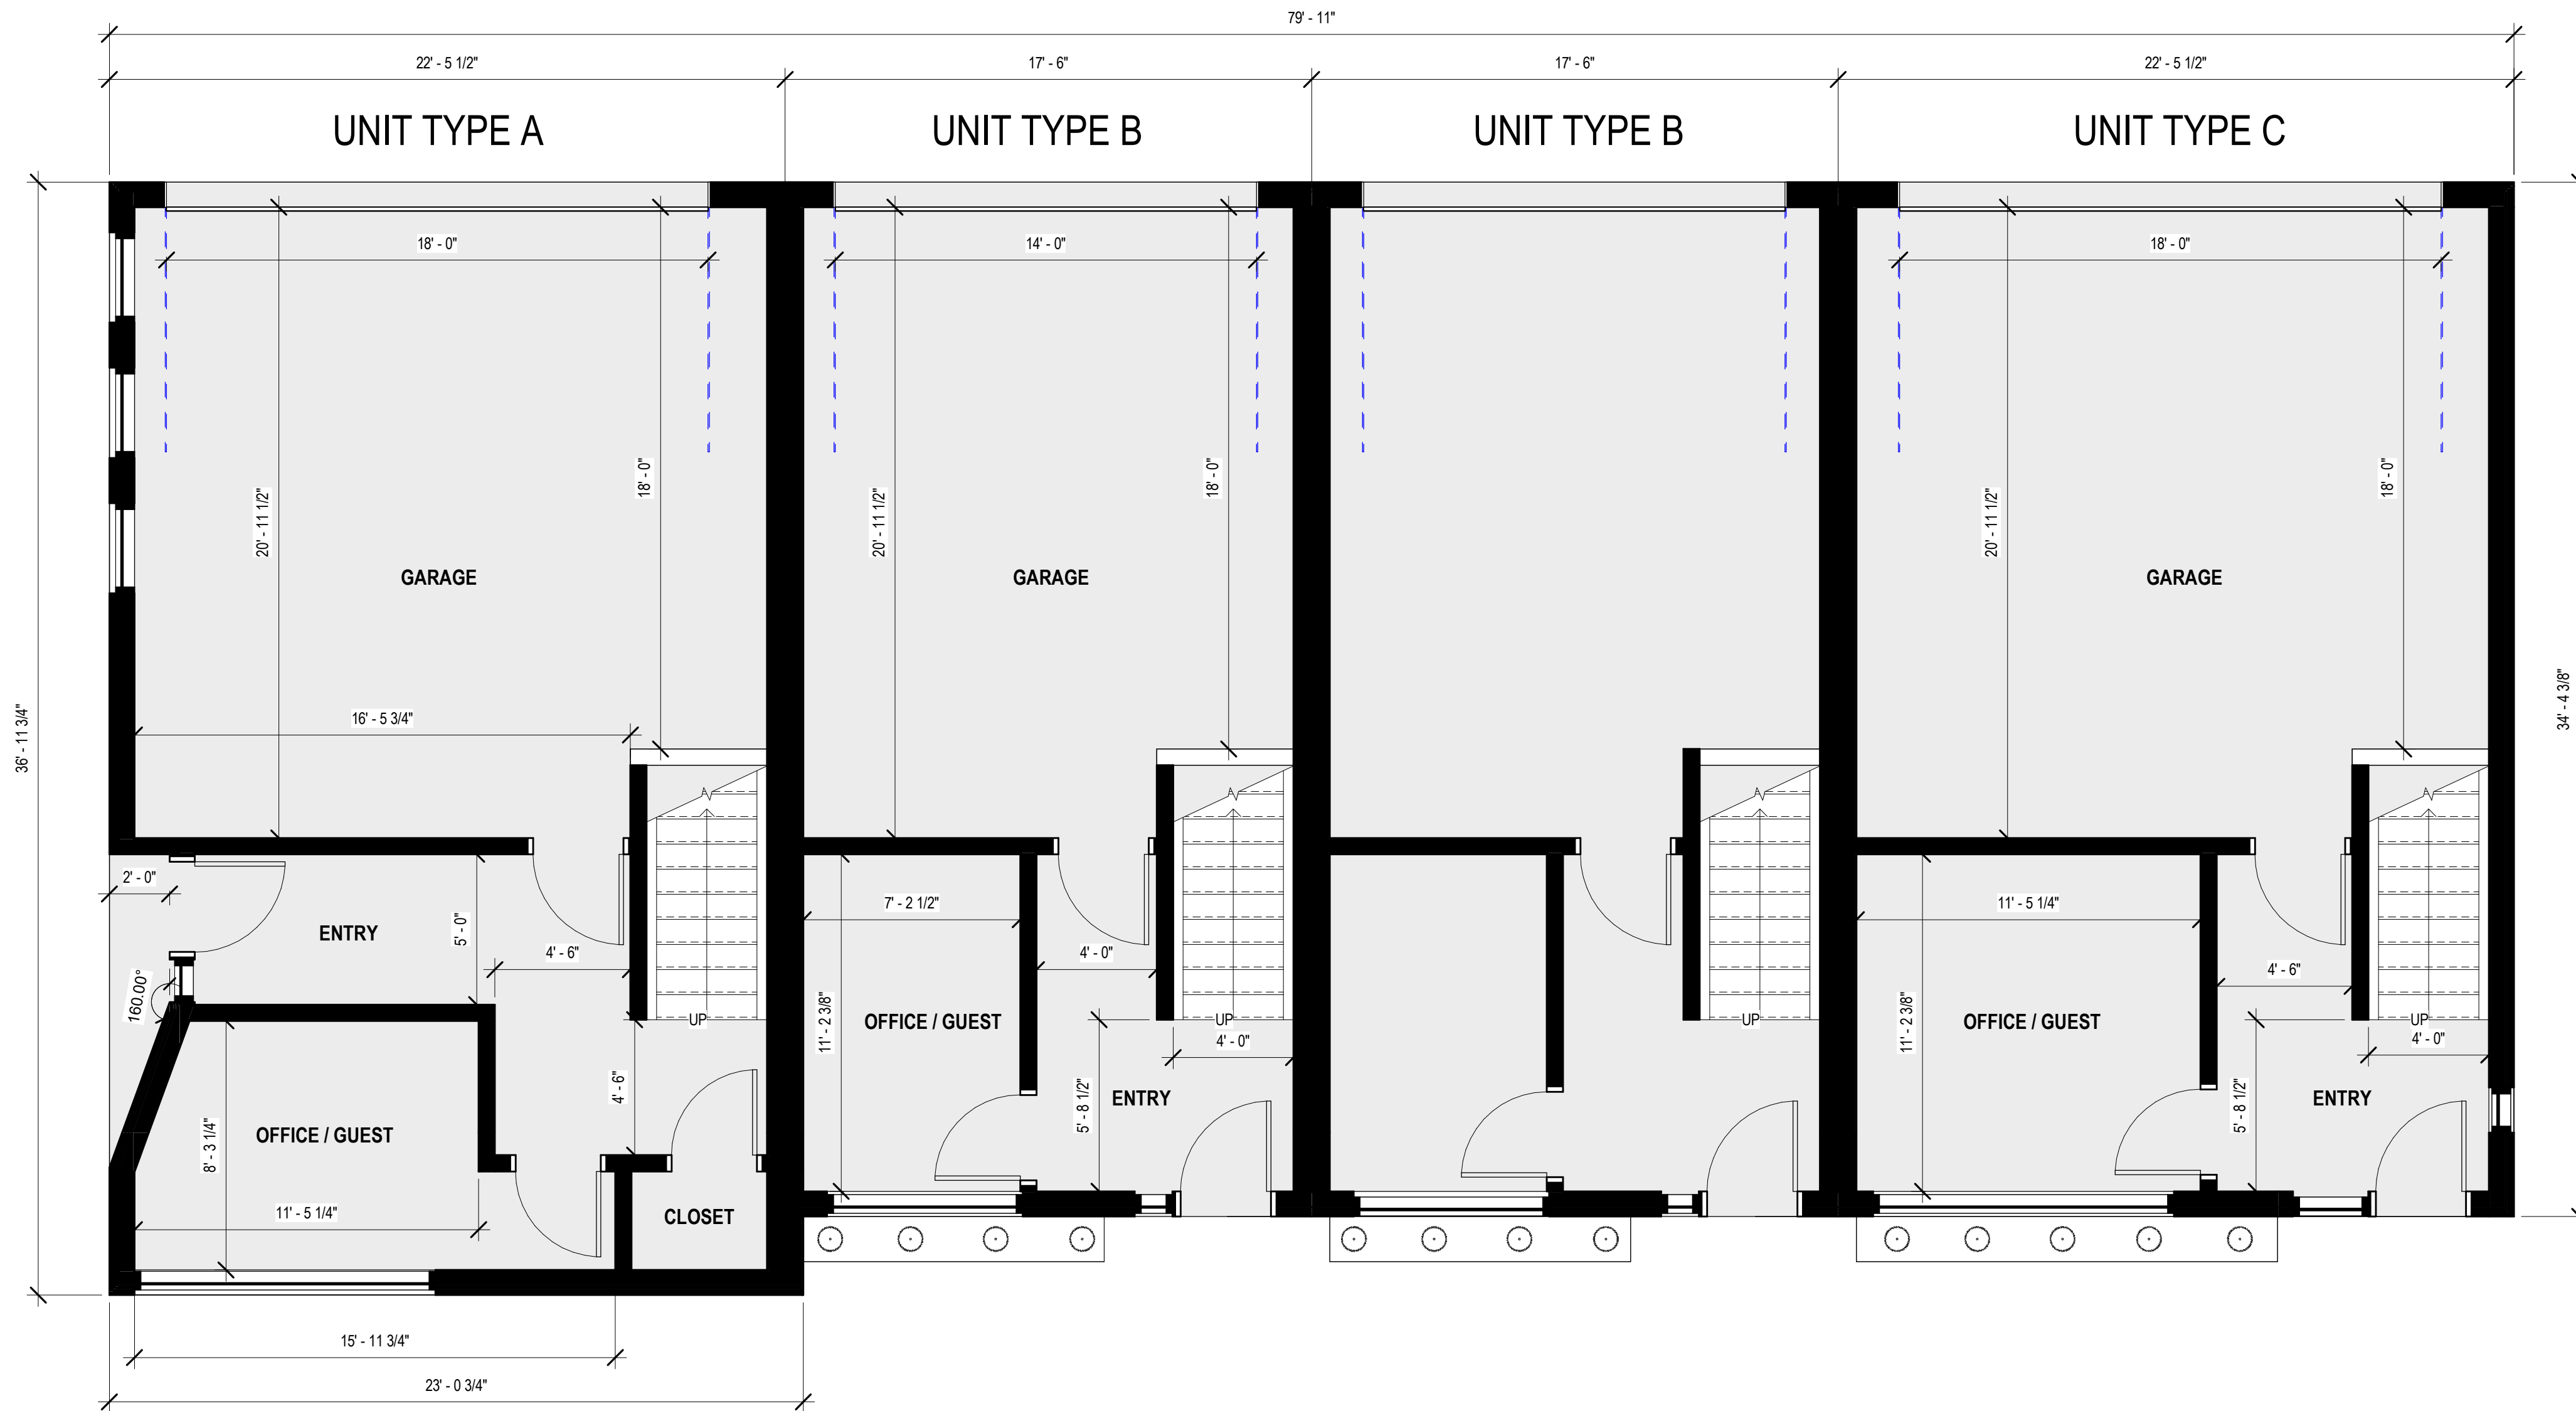 79' - 11"
22' - 5 1/2"
17' - 6"
17' - 6"
22' - 5 1/2"
UNIT TYPE A
UNIT TYPE B
UNIT TYPE B
UNIT TYPE C
18' - 0"
14' - 0"
18' - 0"
18' - 0"
18' - 0"
18' - 0"
20' - 11 1/2"
20' - 11 1/2"
20' - 11 1/2"
GARAGE
GARAGE
GARAGE
36' - 11 3/4"
34' - 4 3/8"
16' - 5 3/4"
2' - 0"
ENTRY
5' - 0"
4' - 6"
7' - 2 1/2"
4' - 0"
11' - 5 1/4"
4' - 6"
160.00°
UP
11' - 2 3/8"
OFFICE / GUEST
UP
4' - 0"
UP
11' - 2 3/8"
OFFICE / GUEST
UP
4' - 0"
4' - 6"
5' - 8 1/2"
ENTRY
5' - 8 1/2"
ENTRY
8' - 3 1/4"
OFFICE / GUEST
11' - 5 1/4"
CLOSET
15' - 11 3/4"
23' - 0 3/4"